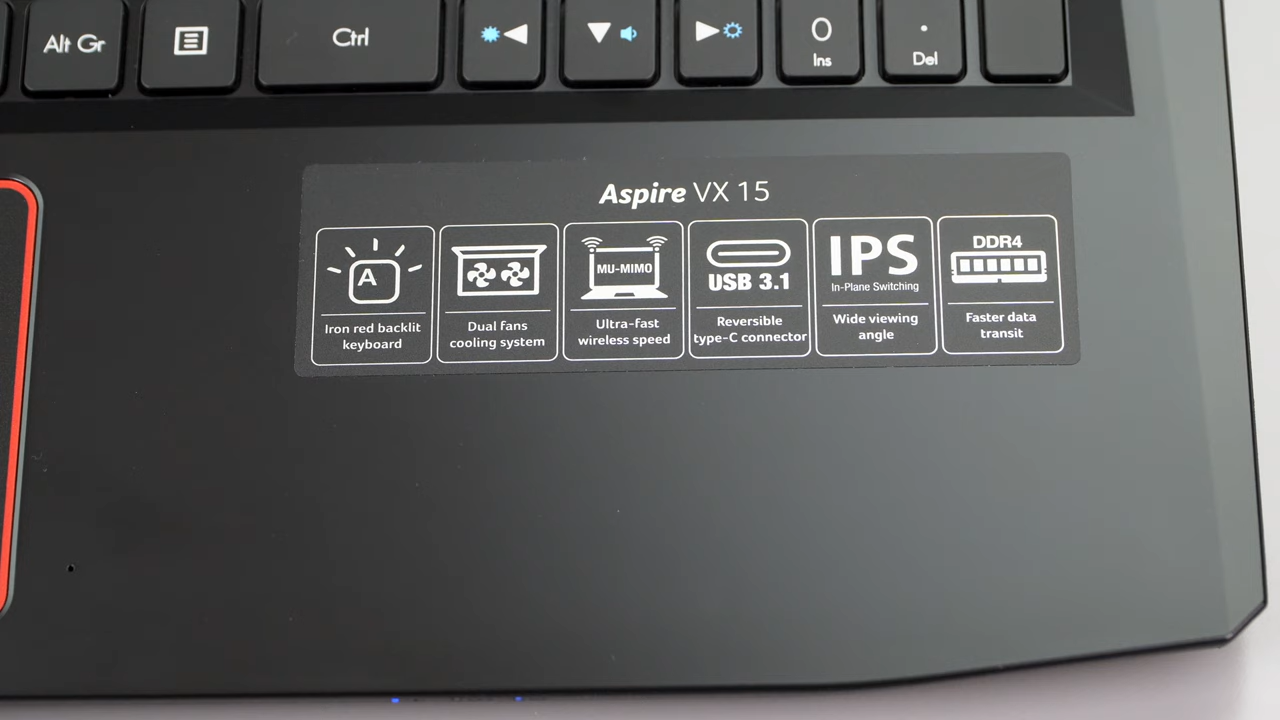 Alt Gr
Ctrl
0
Ins
.
Del
Aspire VX 15
A
Iron red backlit
keyboard
Dual fans
cooling system
MU-MIMO
Ultra-fast
wireless speed
USB 3.1
Reversible
type-C connector
IPS
In-Plane Switching
Wide viewing
angle
DDR4
Faster data
transit